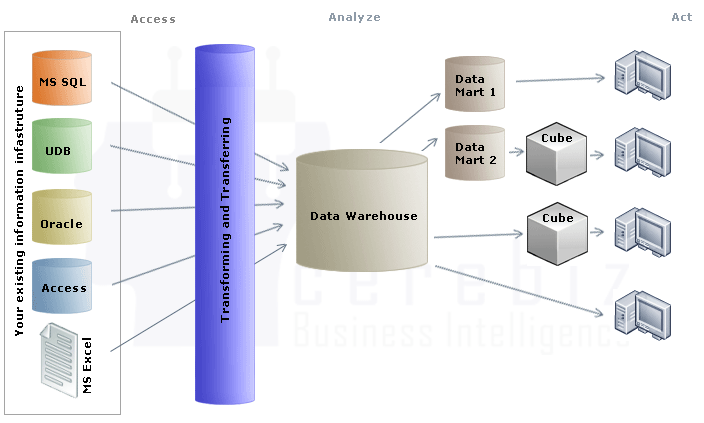 Access
Analyze
Act
Your existing information infastruture
MS SQL
UDB
Oracle
Access
MS Excel
Transforming and Transferring
Data Warehouse
Data
Mart 1
Data
Mart 2
Cube
Cube
cerebiz
Business Intelligence